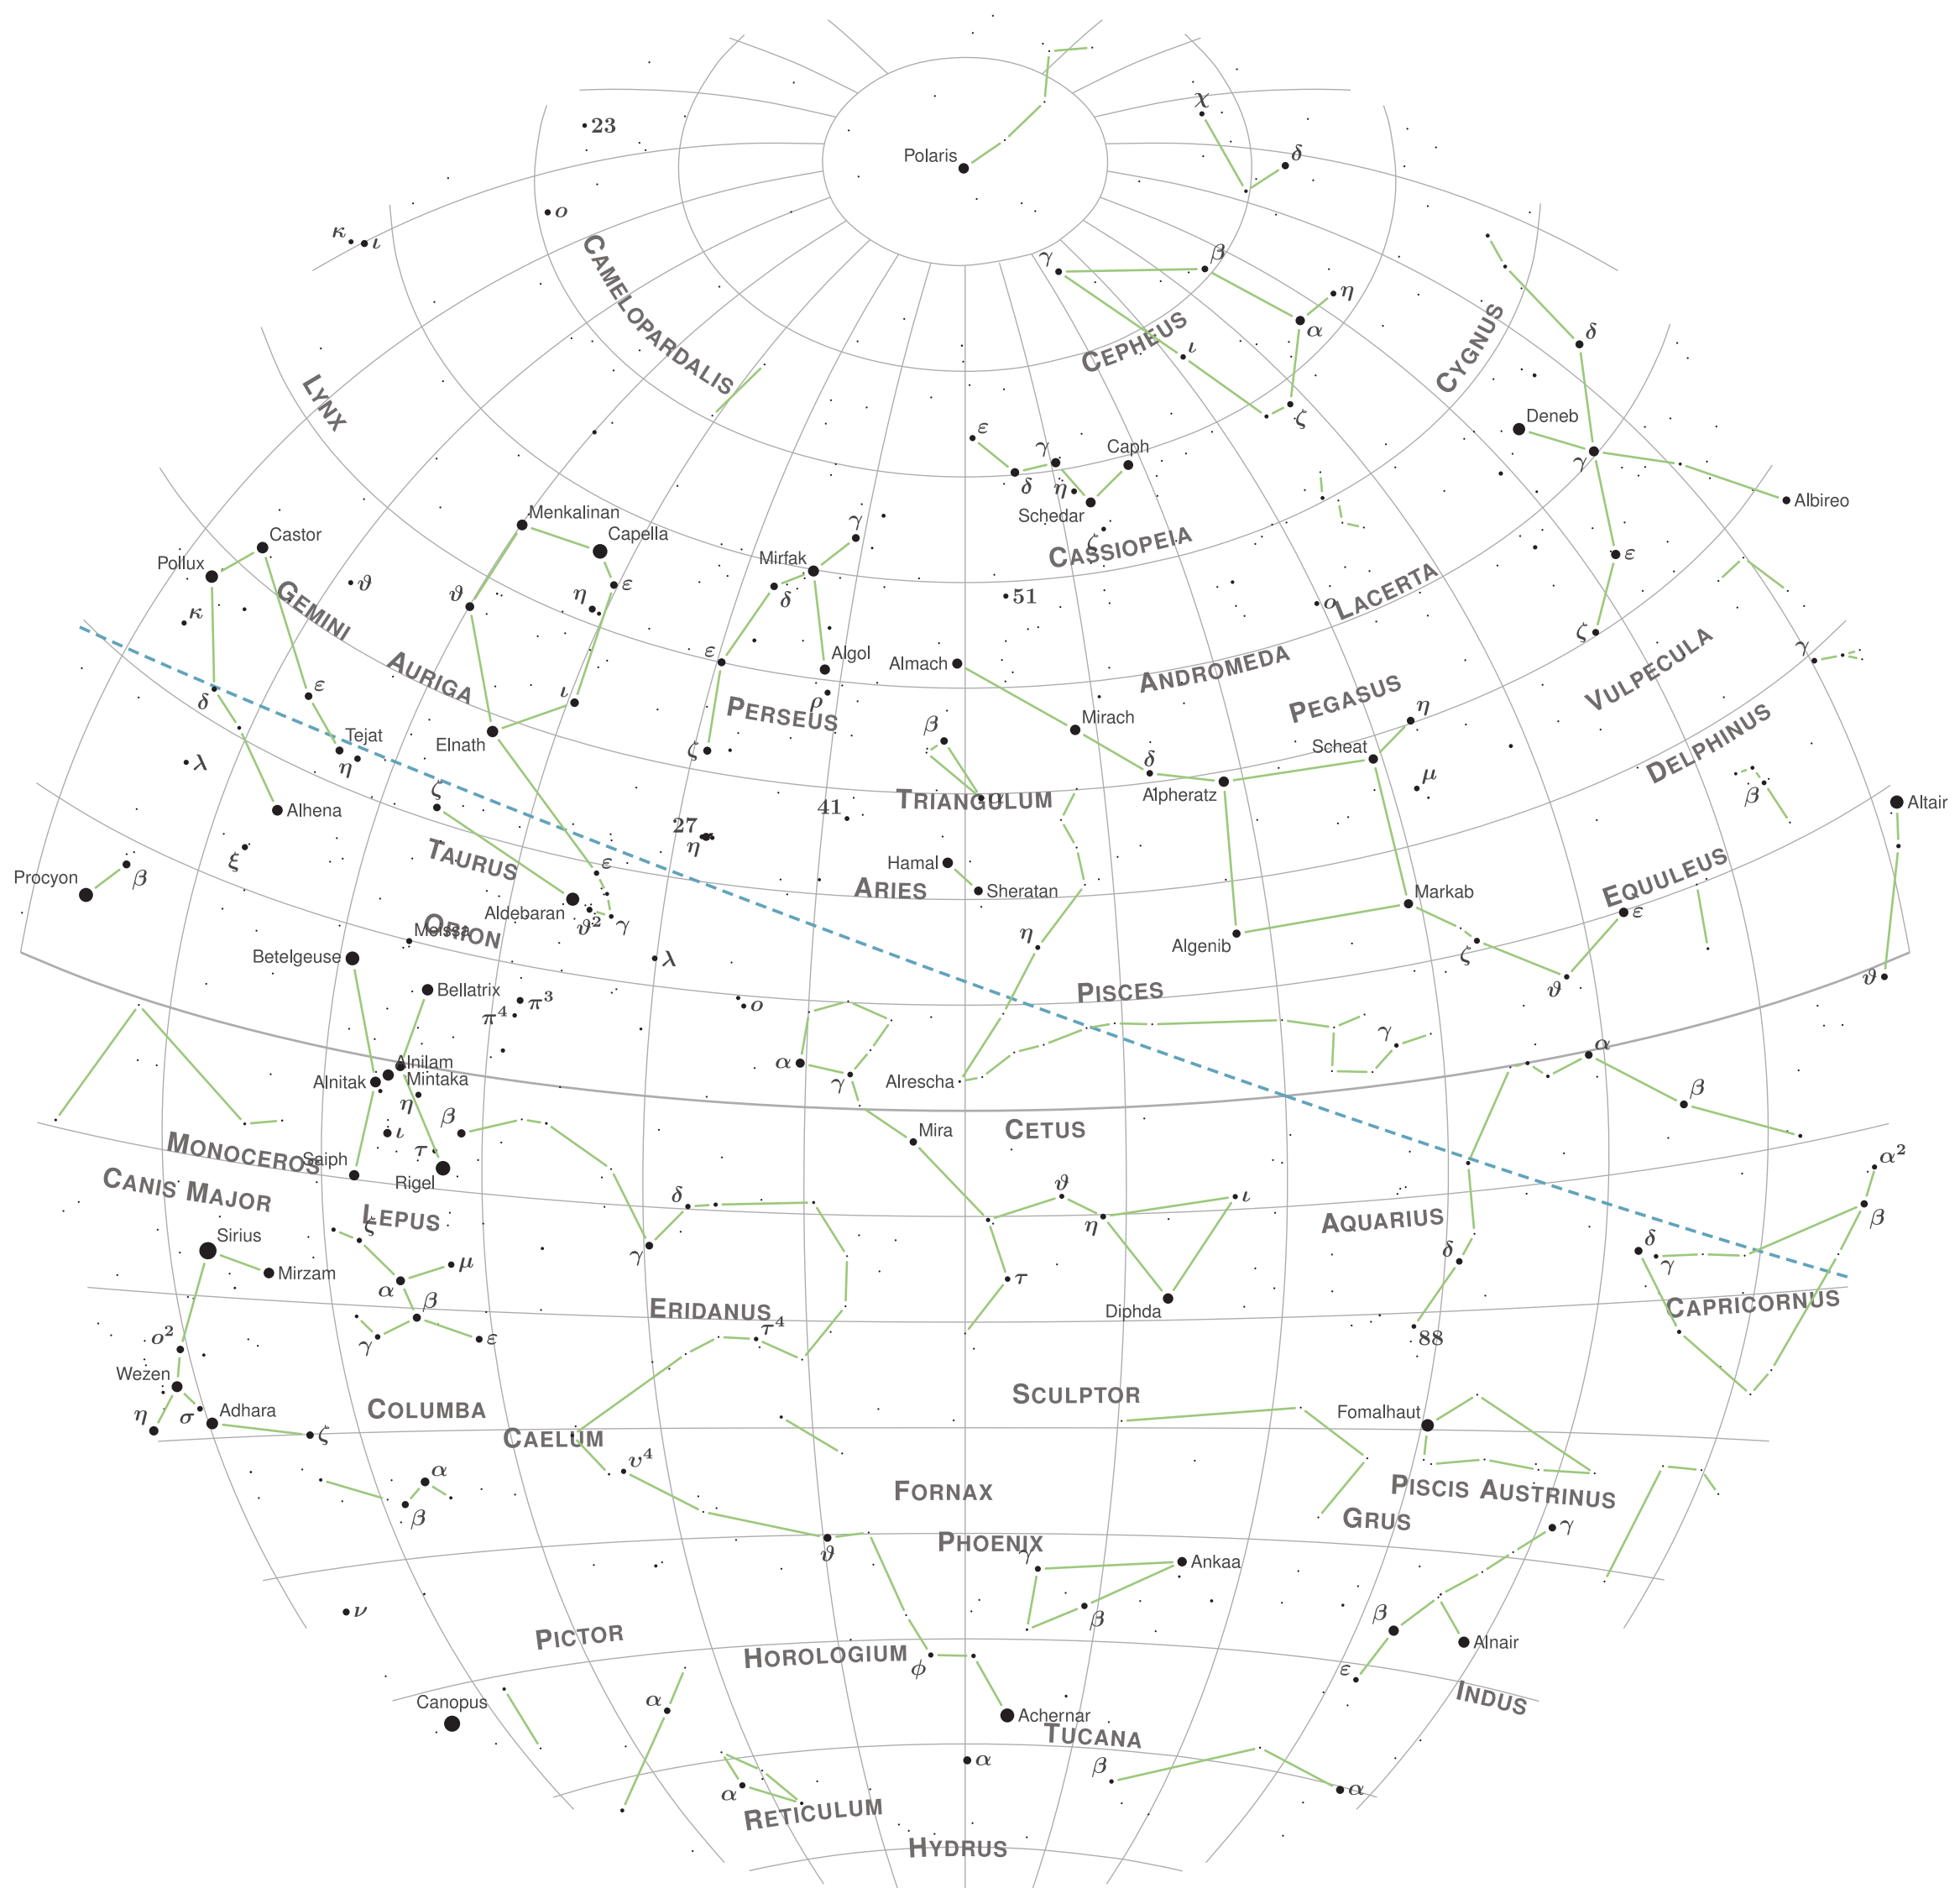 χ
23
Polaris
δ
ο
κ
ι
CAMELOPARDALIS
γ
β
η
α
CEPHEUS
ι
δ
CYGNUS
LYNX
ζ
ε
γ
Caph
Deneb
δ
η
γ
Schedar
Albireo
Menkalinan
Castor
Capella
γ
ζ
CASSIOPEIA
Pollux
Mirfak
ε
ϑ
ε
η
δ
LACERTA
GEMINI
ϑ
51
ο
κ
ζ
Algol
ε
Almach
ANDROMEDA
VULPECULA
γ
AURIGA
ε
ι
ρ
δ
PERSEUS
PEGASUS
β
Mirach
η
Tejat
Elnath
ζ
Scheat
DELPHINUS
η
λ
δ
μ
ζ
Alpheratz
β
TRIANGULUM
α
Altair
Alhena
41
27
η
TAURUS
ξ
ε
Hamal
Procyon
β
ARIES
Sheratan
Markab
EQUULEUS
Aldebaran
ε
ϑ²
γ
ORION
Meissa
η
Algenib
ζ
Betelgeuse
λ
ϑ
ϑ
Bellatrix
π³
π⁴
ο
PISCES
γ
α
Alnilam
α
Alnitak
Mintaka
γ
Alrescha
β
η
β
ι
Mira
CETUS
MONOCEROS
τ
Saiph
Rigel
α²
CANIS MAJOR
ϑ
ι
δ
LEPUS
ζ
η
AQUARIUS
β
Sirius
γ
δ
δ
γ
Mirzam
μ
τ
α
ERIDANUS
Diphda
CAPRICORNUS
β
τ⁴
ο²
γ
ε
88
Wezen
SCULPTOR
η
σ
Adhara
COLUMBA
Fomalhaut
ζ
CAELUM
υ⁴
α
FORNAX
PISCIS AUSTRINUS
β
GRUS
γ
PHOENIX
ϑ
γ
Ankaa
ν
β
β
PICTOR
Alnair
HOROLOGIUM
φ
ε
INDUS
Canopus
α
Achernar
TUCANA
α
β
α
α
RETICULUM
HYDRUS